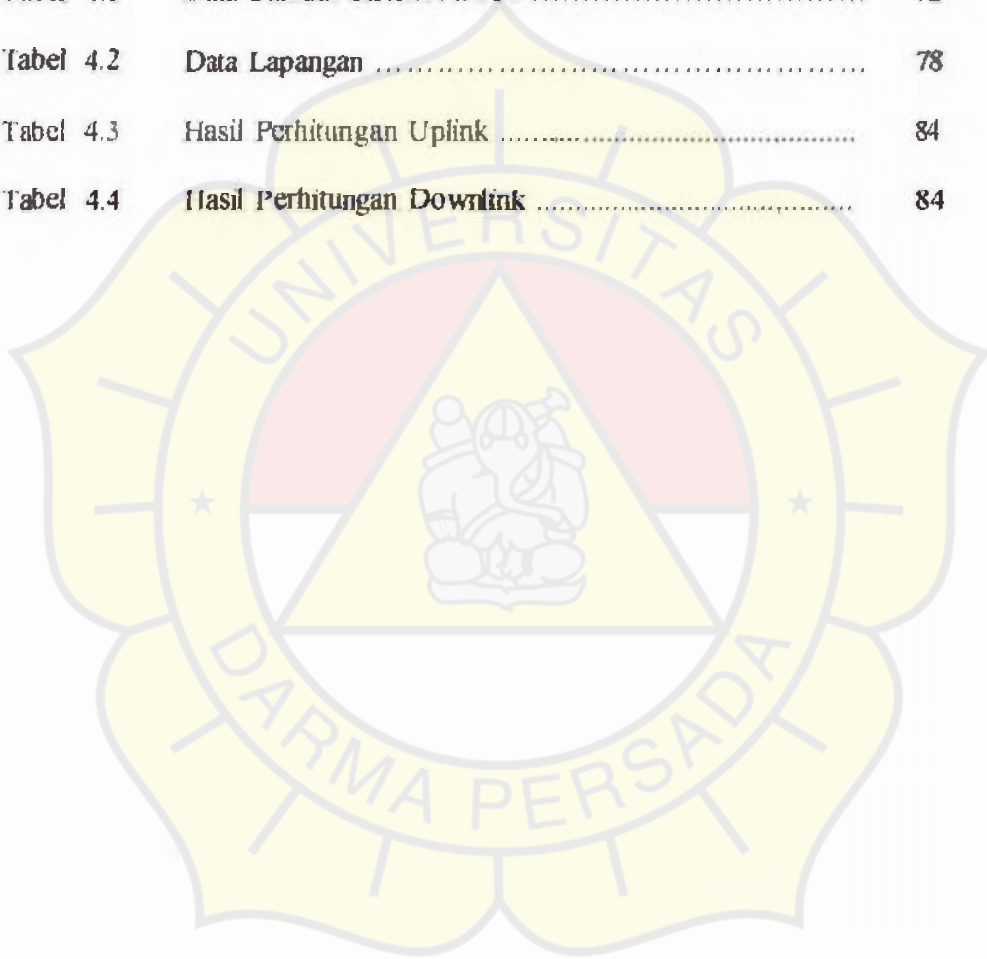 Tabel 4.2 Data Lapangan ........................................ 78
Tabel 4.3 Hasil Perhitungan Uplink ........................................ 84
Tabel 4.4 Hasil Perhitungan Downlink ........................................ 84
UNIVERSITAS
DARMA PERSADA